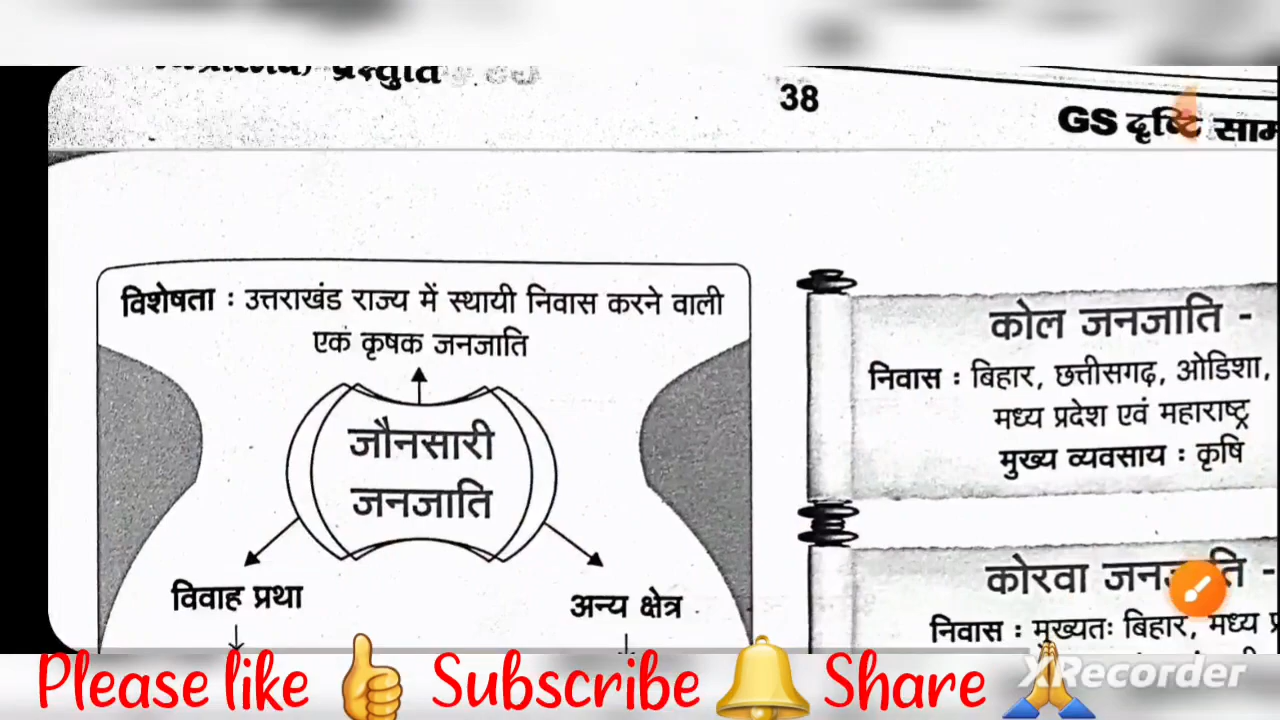 प्रस्तुति
38
GS दृष्टि
विशेषता : उत्तराखंड राज्य में स्थायी निवास करने वाली
एक कृषक जनजाति
जौनसारी
जनजाति
विवाह प्रथा
अन्य क्षेत्र
कोल जनजाति -
निवास : बिहार, छत्तीसगढ़, ओडिशा,
मध्य प्रदेश एवं महाराष्ट्र
मुख्य व्यवसाय : कृषि
कोरवा
निवास : मुख्यतः बिहार, मध्य
Please like Subscribe Share
XRecorder